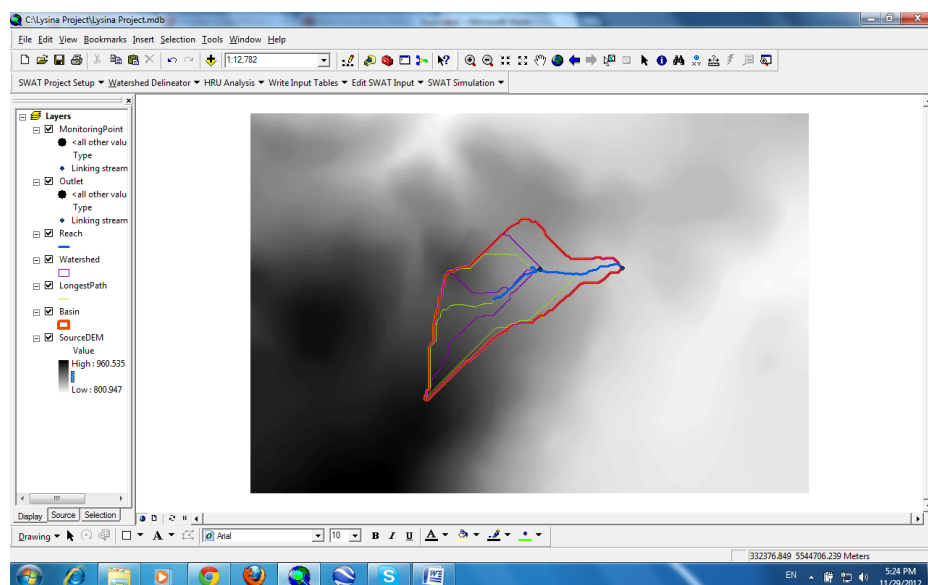 C:\Lysina Project\Lysina Project.mdb
File Edit View Bookmarks Insert Selection Tools Window Help
1:12.782
SWAT Project Setup Watershed Delineator HRU Analysis Write Input Tables Edit SWAT Input SWAT Simulation
Layers
MonitoringPoint
<all other valu
Type
Linking stream
Outlet
<all other valu
Type
Linking stream
Reach
Watershed
LongestPath
Basin
SourceDEM
Value
High : 960.535
Low : 800.947
Display Source Selection
Drawing A Arial 10 B I U A
332376.849 5544706.239 Meters
EN 5:24 PM
11/29/2012